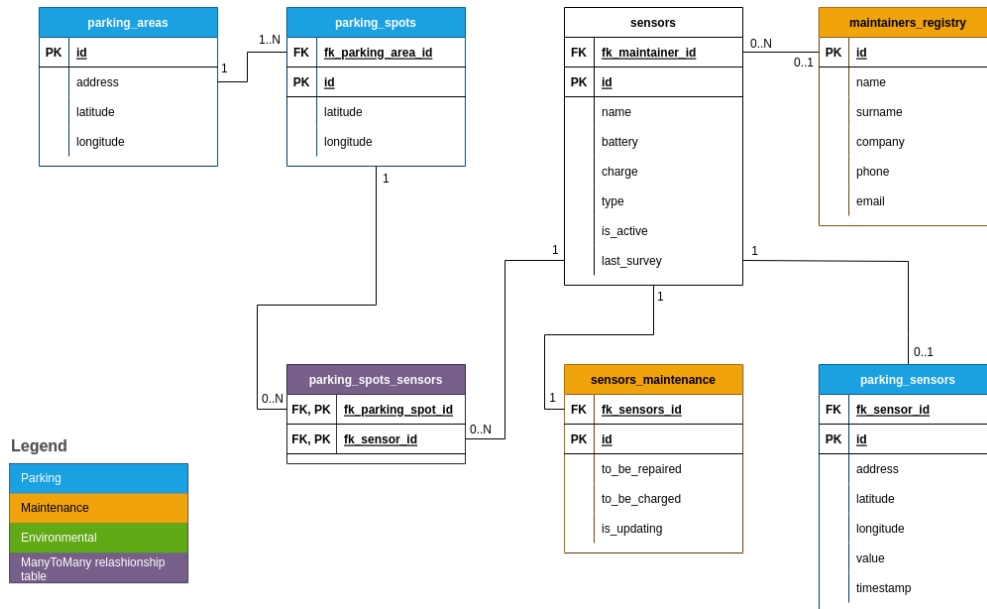 parking_areas
PK id
address
latitude
longitude
1
1..N
parking_spots
FK fk_parking_area_id
PK id
latitude
longitude
1
sensors
FK fk_maintainer_id
PK id
name
battery
charge
type
is_active
last_survey
0..N
0..1
maintainers_registry
PK id
name
surname
company
phone
email
1
1
1
0..N
parking_spots_sensors
FK, PK fk_parking_spot_id
FK, PK fk_sensor_id
0..N
1
sensors_maintenance
FK fk_sensors_id
PK id
to_be_repaired
to_be_charged
is_updating
0..1
parking_sensors
FK fk_sensor_id
PK id
address
latitude
longitude
value
timestamp
Legend
Parking
Maintenance
Environmental
ManyToMany relashionship
table